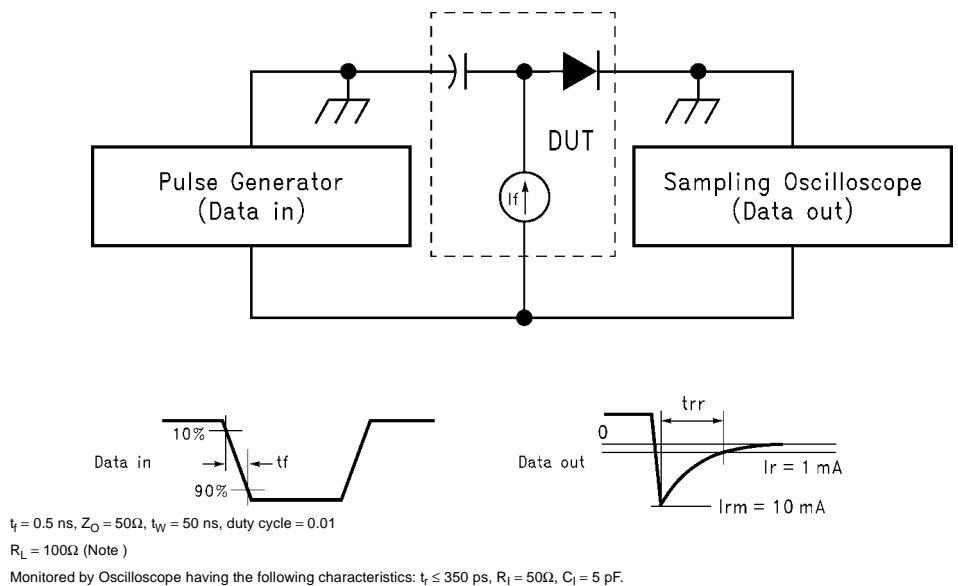 DUT
Pulse Generator
(Data in)
If
Sampling Oscilloscope
(Data out)
10%
Data in
tf
90%
trr
0
Data out
Ir = 1 mA
Irm = 10 mA
tf = 0.5 ns, ZO = 50Ω, tW = 50 ns, duty cycle = 0.01
RL = 100Ω (Note )
Monitored by Oscilloscope having the following characteristics: tr ≤ 350 ps, RI = 50Ω, CI = 5 pF.